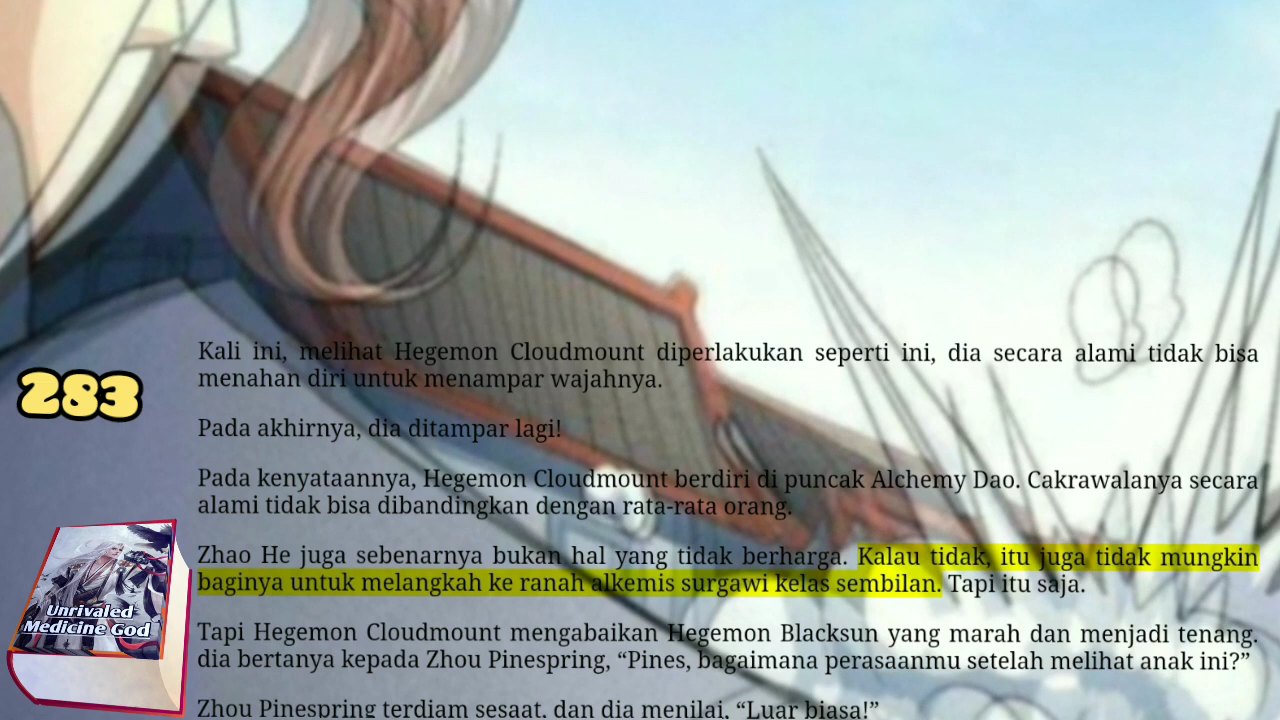 Kali ini, melihat Hegemon Cloudmount diperlakukan seperti ini, dia secara alami tidak bisa
menahan diri untuk menampar wajahnya.
283
Pada akhirnya, dia ditampar lagi!
Pada kenyataannya, Hegemon Cloudmount berdiri di puncak Alchemy Dao. Cakrawalanya secara
alami tidak bisa dibandingkan dengan rata-rata orang.
Zhao He juga sebenarnya bukan hal yang tidak berharga. Kalau tidak, itu juga tidak mungkin
baginya untuk melangkah ke ranah alkemis surgawi kelas sembilan. Tapi itu saja.
Unrivaled
Medicine God
Tapi Hegemon Cloudmount mengabaikan Hegemon Blacksun yang marah dan menjadi tenang.
dia bertanya kepada Zhou Pinespring, “Pines, bagaimana perasaanmu setelah melihat anak ini?”
Zhou Pinespring terdiam sesaat, dan dia menilai, “Luar biasa!”